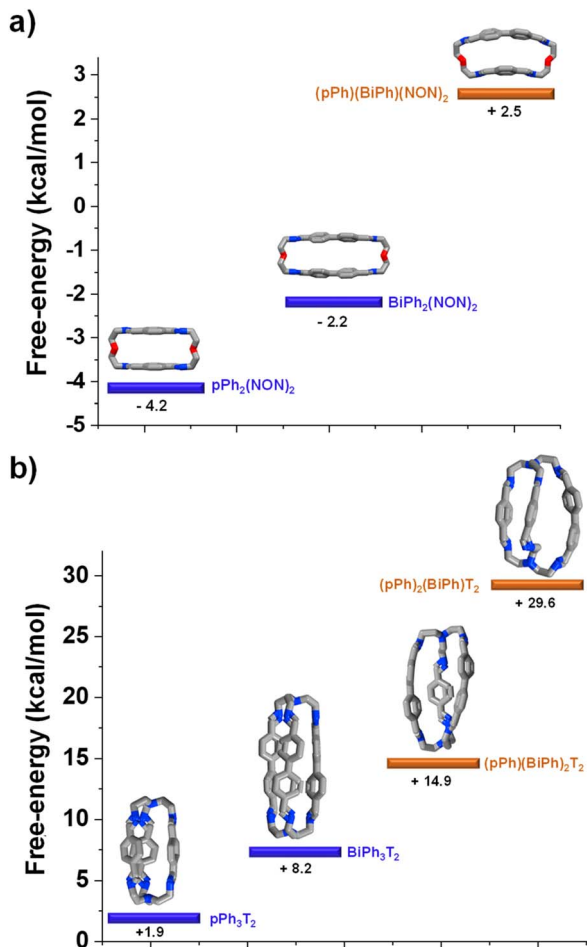 a)
Free-energy (kcal/mol)
3
2
1
0
-1
-2
-3
-4
-5
(pPh)(BiPh)(NON)₂
+ 2.5
BiPh₂(NON)₂
- 2.2
pPh₂(NON)₂
- 4.2
b)
Free-energy (kcal/mol)
30
25
20
15
10
5
0
(pPh)₂(BiPh)T₂
+ 29.6
(pPh)(BiPh)₂T₂
+ 14.9
BiPh₃T₂
+ 8.2
pPh₃T₂
+1.9